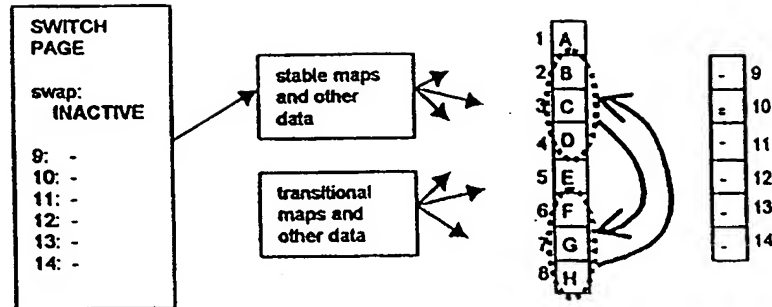 SWITCH
PAGE
swap:
INACTIVE
9: -
10: -
11: -
12: -
13: -
14: -
stable maps
and other
data
transitional
maps and
other data
1 A
2 B
3 C
4 D
5 E
6 F
7 G
8 H
- 9
= 10
- 11
- 12
- 13
- 14